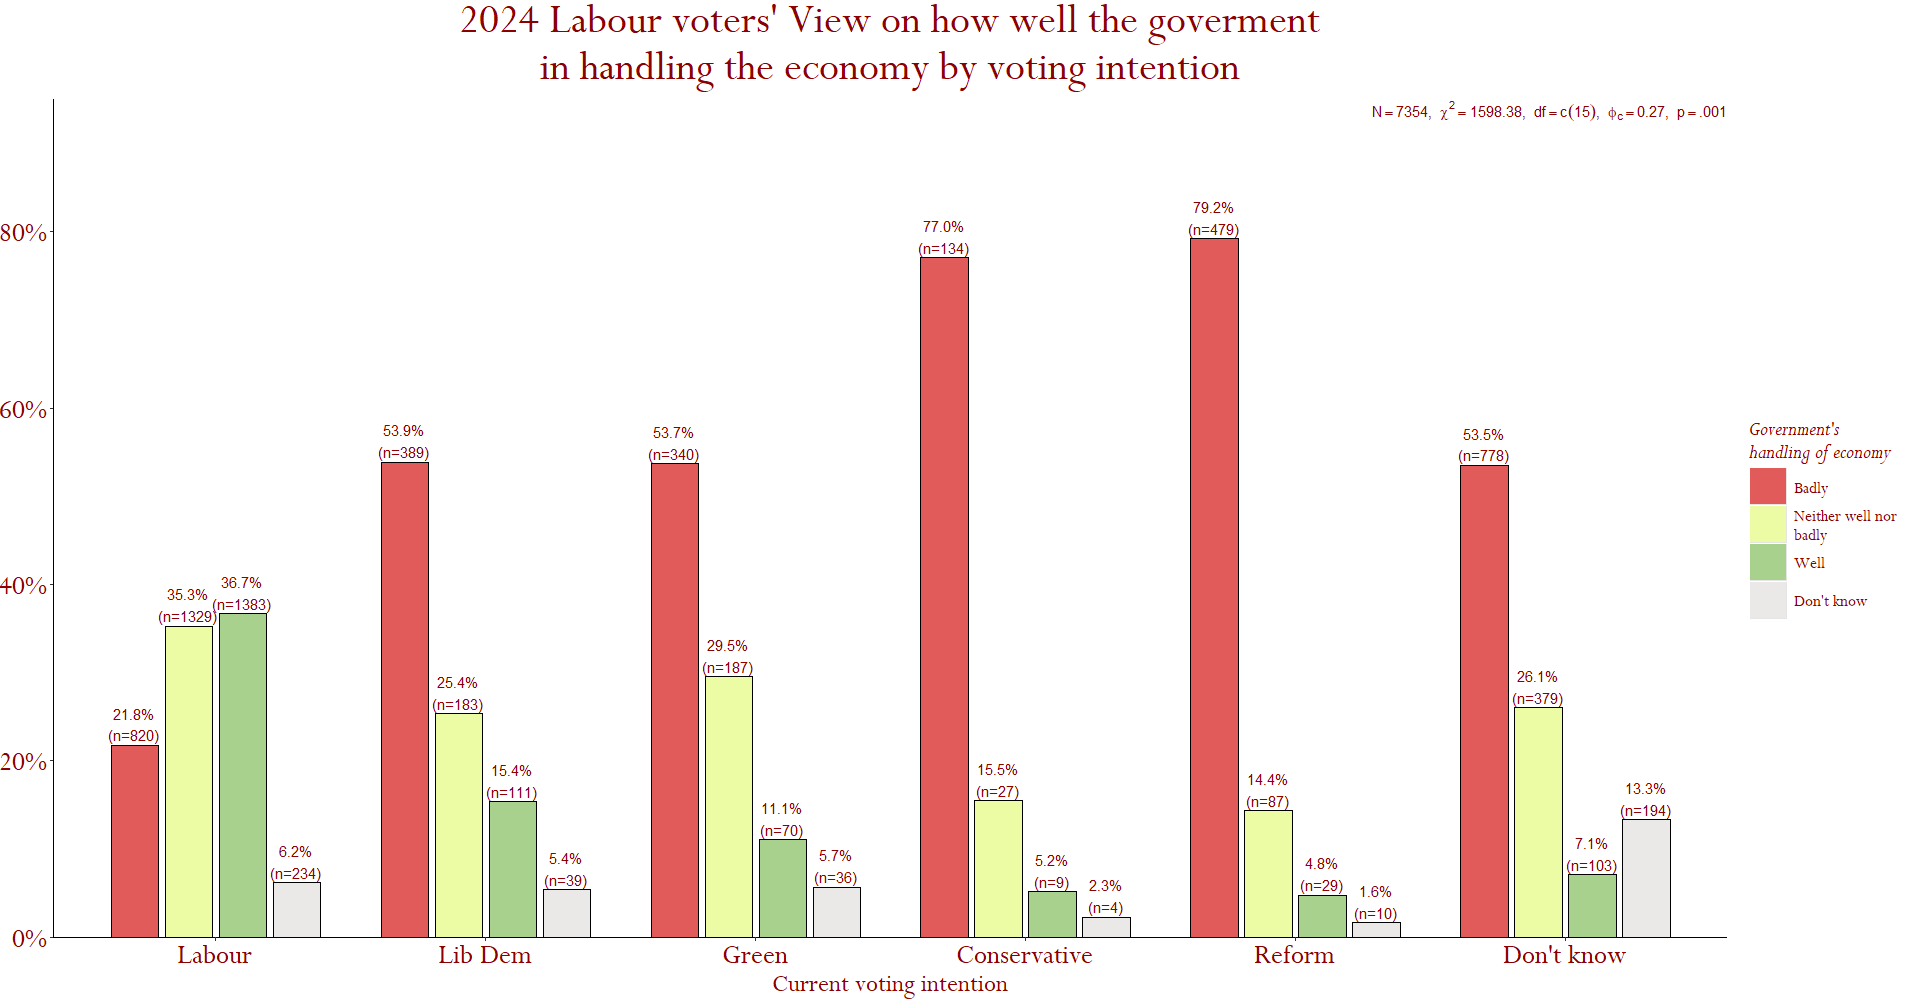 2024 Labour voters' View on how well the goverment
in handling the economy by voting intention
N = 7354, χ2 = 1598.38, df = c(15), ϕc = 0.27, p = .001
80%
60%
40%
20%
0%
21.8%
(n=820)
35.3%
(n=1329)
36.7%
(n=1383)
6.2%
(n=234)
53.9%
(n=389)
25.4%
(n=183)
15.4%
(n=111)
5.4%
(n=39)
53.7%
(n=340)
29.5%
(n=187)
11.1%
(n=70)
5.7%
(n=36)
77.0%
(n=134)
15.5%
(n=27)
5.2%
(n=9)
2.3%
(n=4)
79.2%
(n=479)
14.4%
(n=87)
4.8%
(n=29)
1.6%
(n=10)
53.5%
(n=778)
26.1%
(n=379)
7.1%
(n=103)
13.3%
(n=194)
Labour
Lib Dem
Green
Conservative
Reform
Don't know
Current voting intention
Government's
handling of economy
Badly
Neither well nor
badly
Well
Don't know